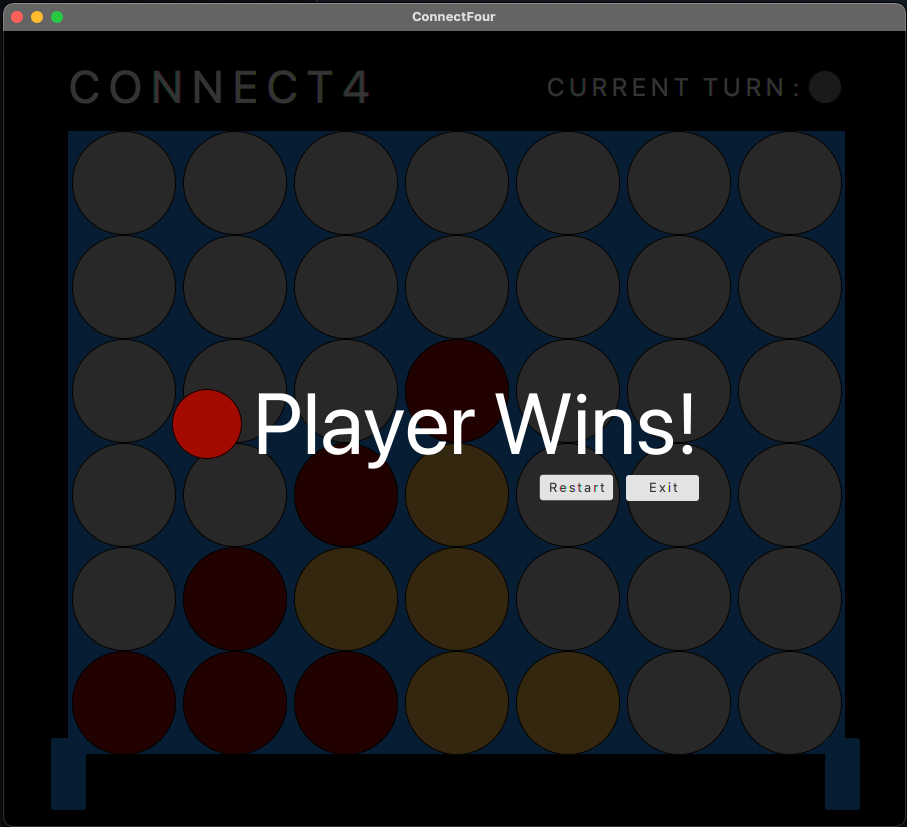 ConnectFour
CONNECT4
CURRENT TURN:
Player Wins!
Restart
Exit